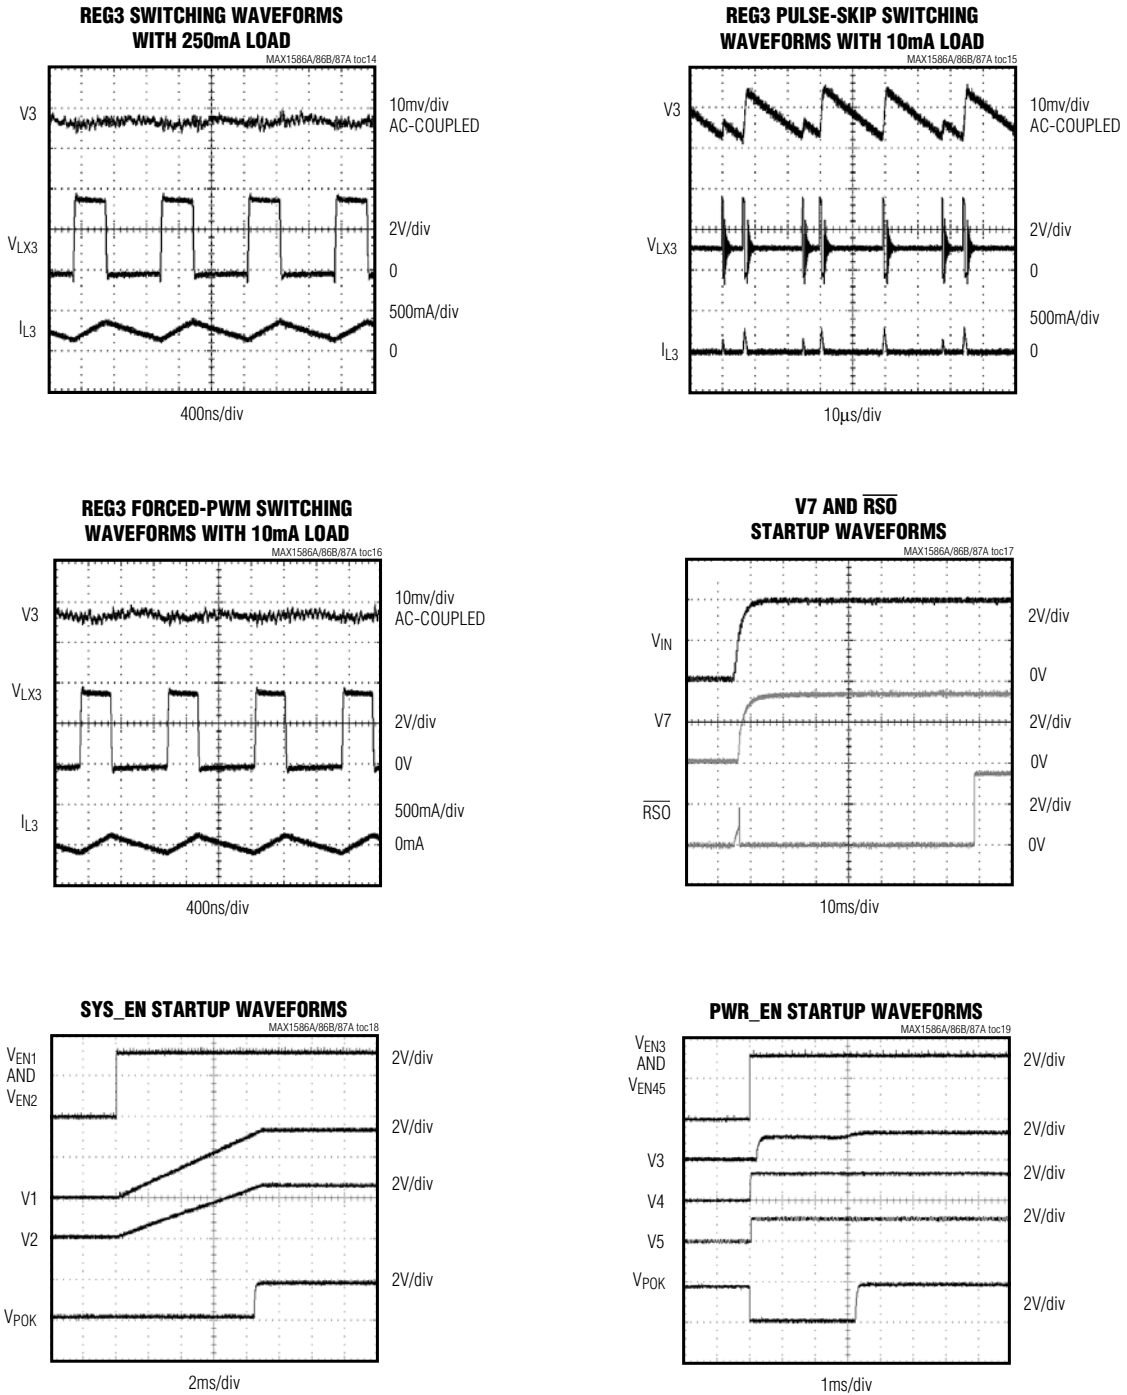 REG3 SWITCHING WAVEFORMS
WITH 250mA LOAD
MAX1586A/86B/87A toc14
V3
10mv/div
AC-COUPLED
VLX3
2V/div
0
500mA/div
IL3
0
400ns/div
REG3 PULSE-SKIP SWITCHING
WAVEFORMS WITH 10mA LOAD
MAX1586A/86B/87A toc15
V3
10mv/div
AC-COUPLED
VLX3
2V/div
0
500mA/div
IL3
0
10µs/div
REG3 FORCED-PWM SWITCHING
WAVEFORMS WITH 10mA LOAD
MAX1586A/86B/87A toc16
V3
10mv/div
AC-COUPLED
VLX3
2V/div
0V
500mA/div
IL3
0mA
400ns/div
V7 AND RSO
STARTUP WAVEFORMS
MAX1586A/86B/87A toc17
2V/div
VIN
0V
V7
2V/div
0V
RSO
2V/div
0V
10ms/div
SYS_EN STARTUP WAVEFORMS
MAX1586A/86B/87A toc18
VEN1
AND
VEN2
2V/div
2V/div
V1
2V/div
V2
2V/div
VPOK
2ms/div
PWR_EN STARTUP WAVEFORMS
MAX1586A/86B/87A toc19
VEN3
AND
VEN45
2V/div
2V/div
V3
2V/div
V4
2V/div
V5
VPOK
2V/div
1ms/div